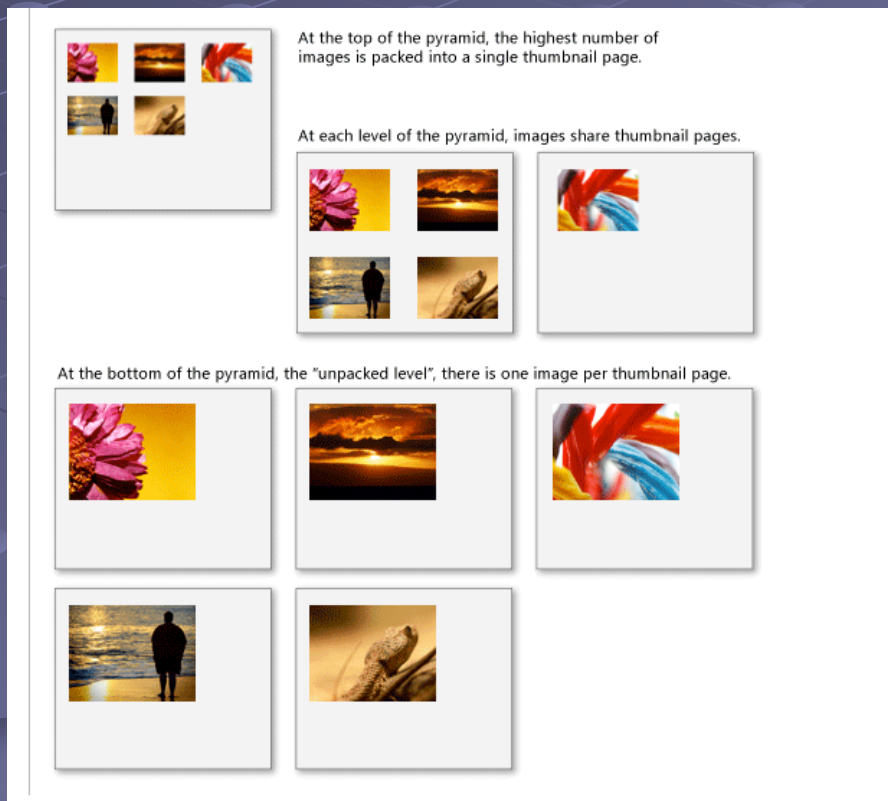 At the top of the pyramid, the highest number of
images is packed into a single thumbnail page.
At each level of the pyramid, images share thumbnail pages.
At the bottom of the pyramid, the “unpacked level”, there is one image per thumbnail page.